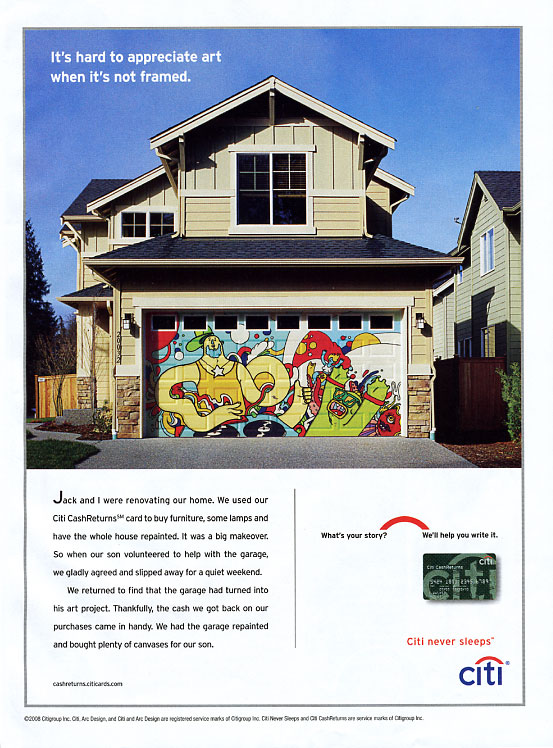 It's hard to appreciate art
when it's not framed.
Jack and I were renovating our home. We used our
Citi CashReturns℠ card to buy furniture, some lamps and
have the whole house repainted. It was a big makeover.
So when our son volunteered to help with the garage,
we gladly agreed and slipped away for a quiet weekend.
We returned to find that the garage had turned into
his art project. Thankfully, the cash we got back on our
purchases came in handy. We had the garage repainted
and bought plenty of canvases for our son.
cashreturns.citicards.com
What's your story? We'll help you write it.
citi
Citi CashReturns
citi
Citi never sleeps℠
citi®
©2008 Citigroup Inc. Citi, Arc Design, and Citi and Arc Design are registered service marks of Citigroup Inc. Citi Never Sleeps and Citi CashReturns are service marks of Citigroup Inc.